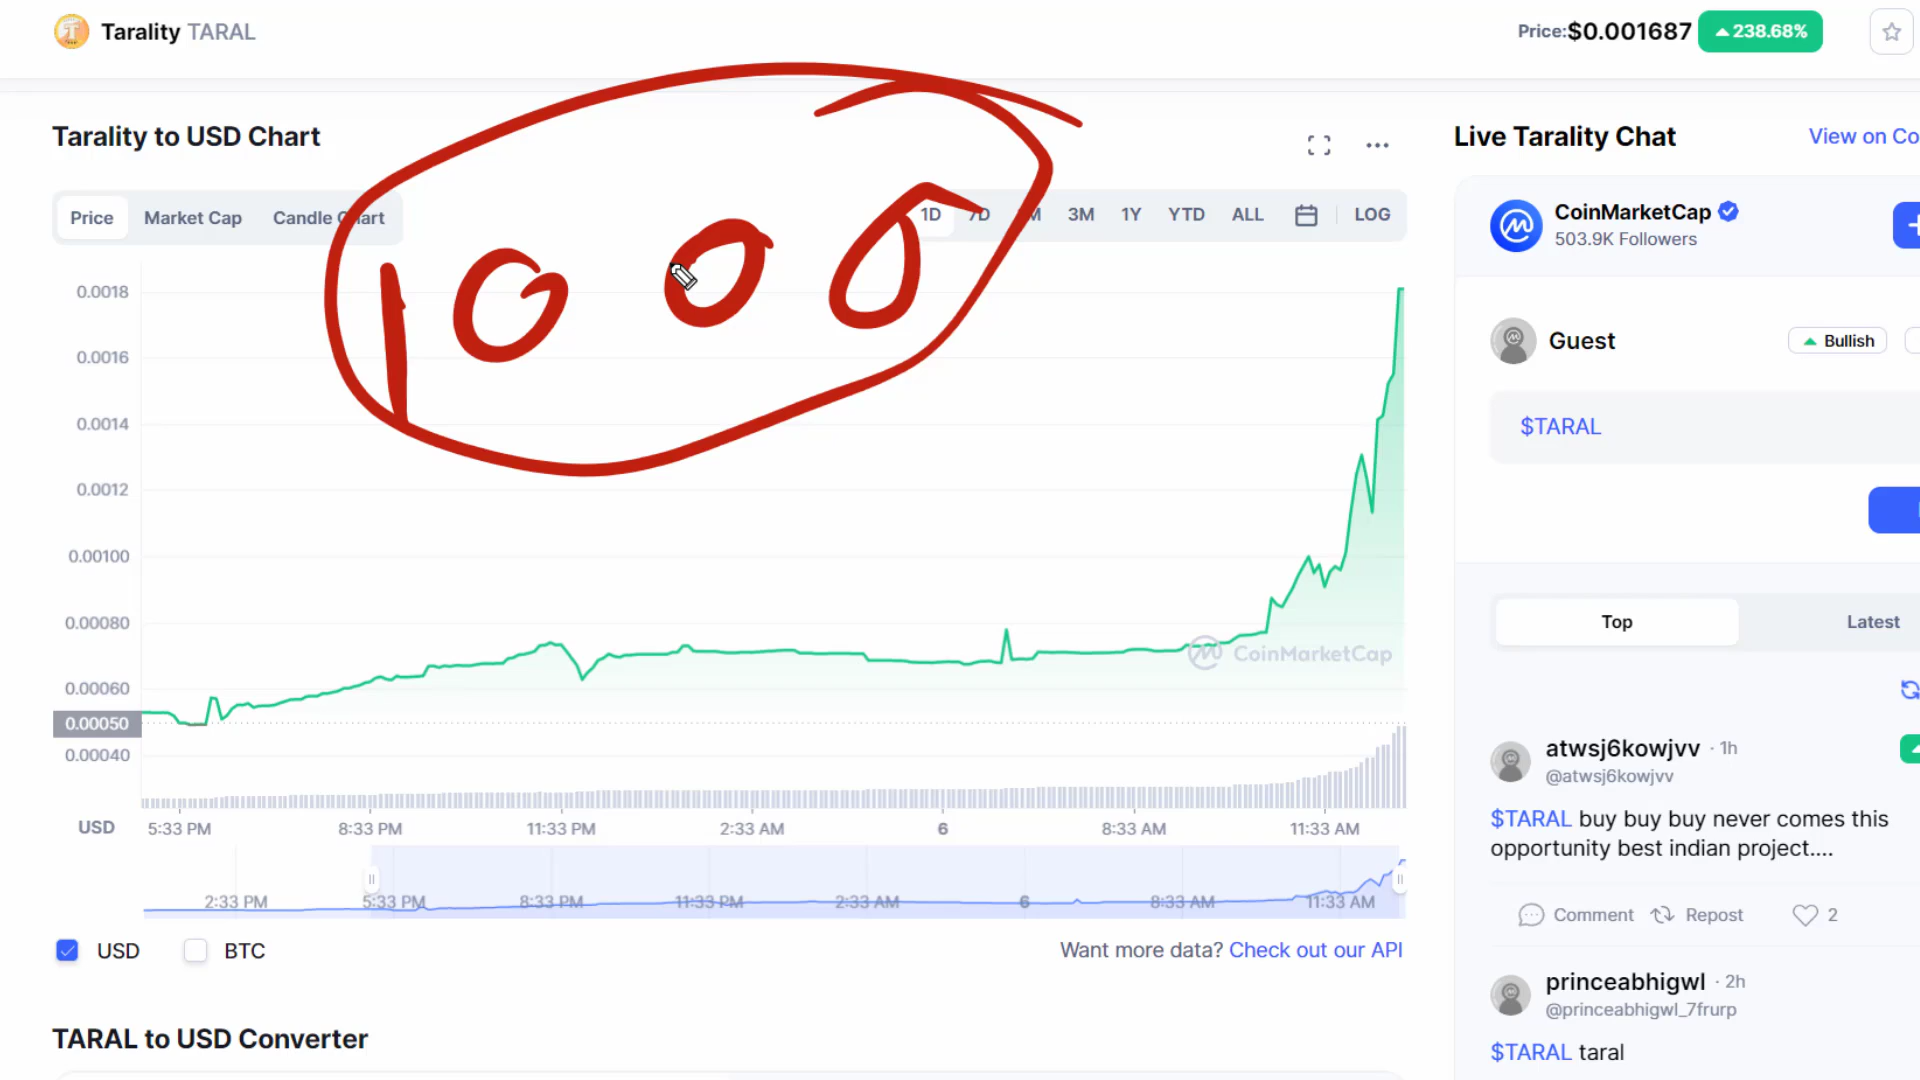 Tarality TARAL
Price:$0.001687 238.68%
Tarality to USD Chart
Price Market Cap Candle Chart
1D 7D 3M 1Y YTD ALL LOG
1000
0.0018
0.0016
0.0014
0.0012
0.00100
0.00080
0.00060
0.00050
0.00040
CoinMarketCap
USD 5:33 PM 8:33 PM 11:33 PM 2:33 AM 6 8:33 AM 11:33 AM
2:33 PM 5:33 PM 8:33 PM 11:33 PM 2:33 AM 6 8:33 AM 11:33 AM
USD BTC
Want more data? Check out our API
TARAL to USD Converter
Live Tarality Chat View on Co
CoinMarketCap
503.9K Followers
Guest Bullish
$TARAL
Top Latest
atwsj6kowjvv · 1h
@atwsj6kowjvv
$TARAL buy buy buy never comes this
opportunity best indian project....
Comment Repost 2
princeabhigwl · 2h
@princeabhigwl_7frurp
$TARAL taral